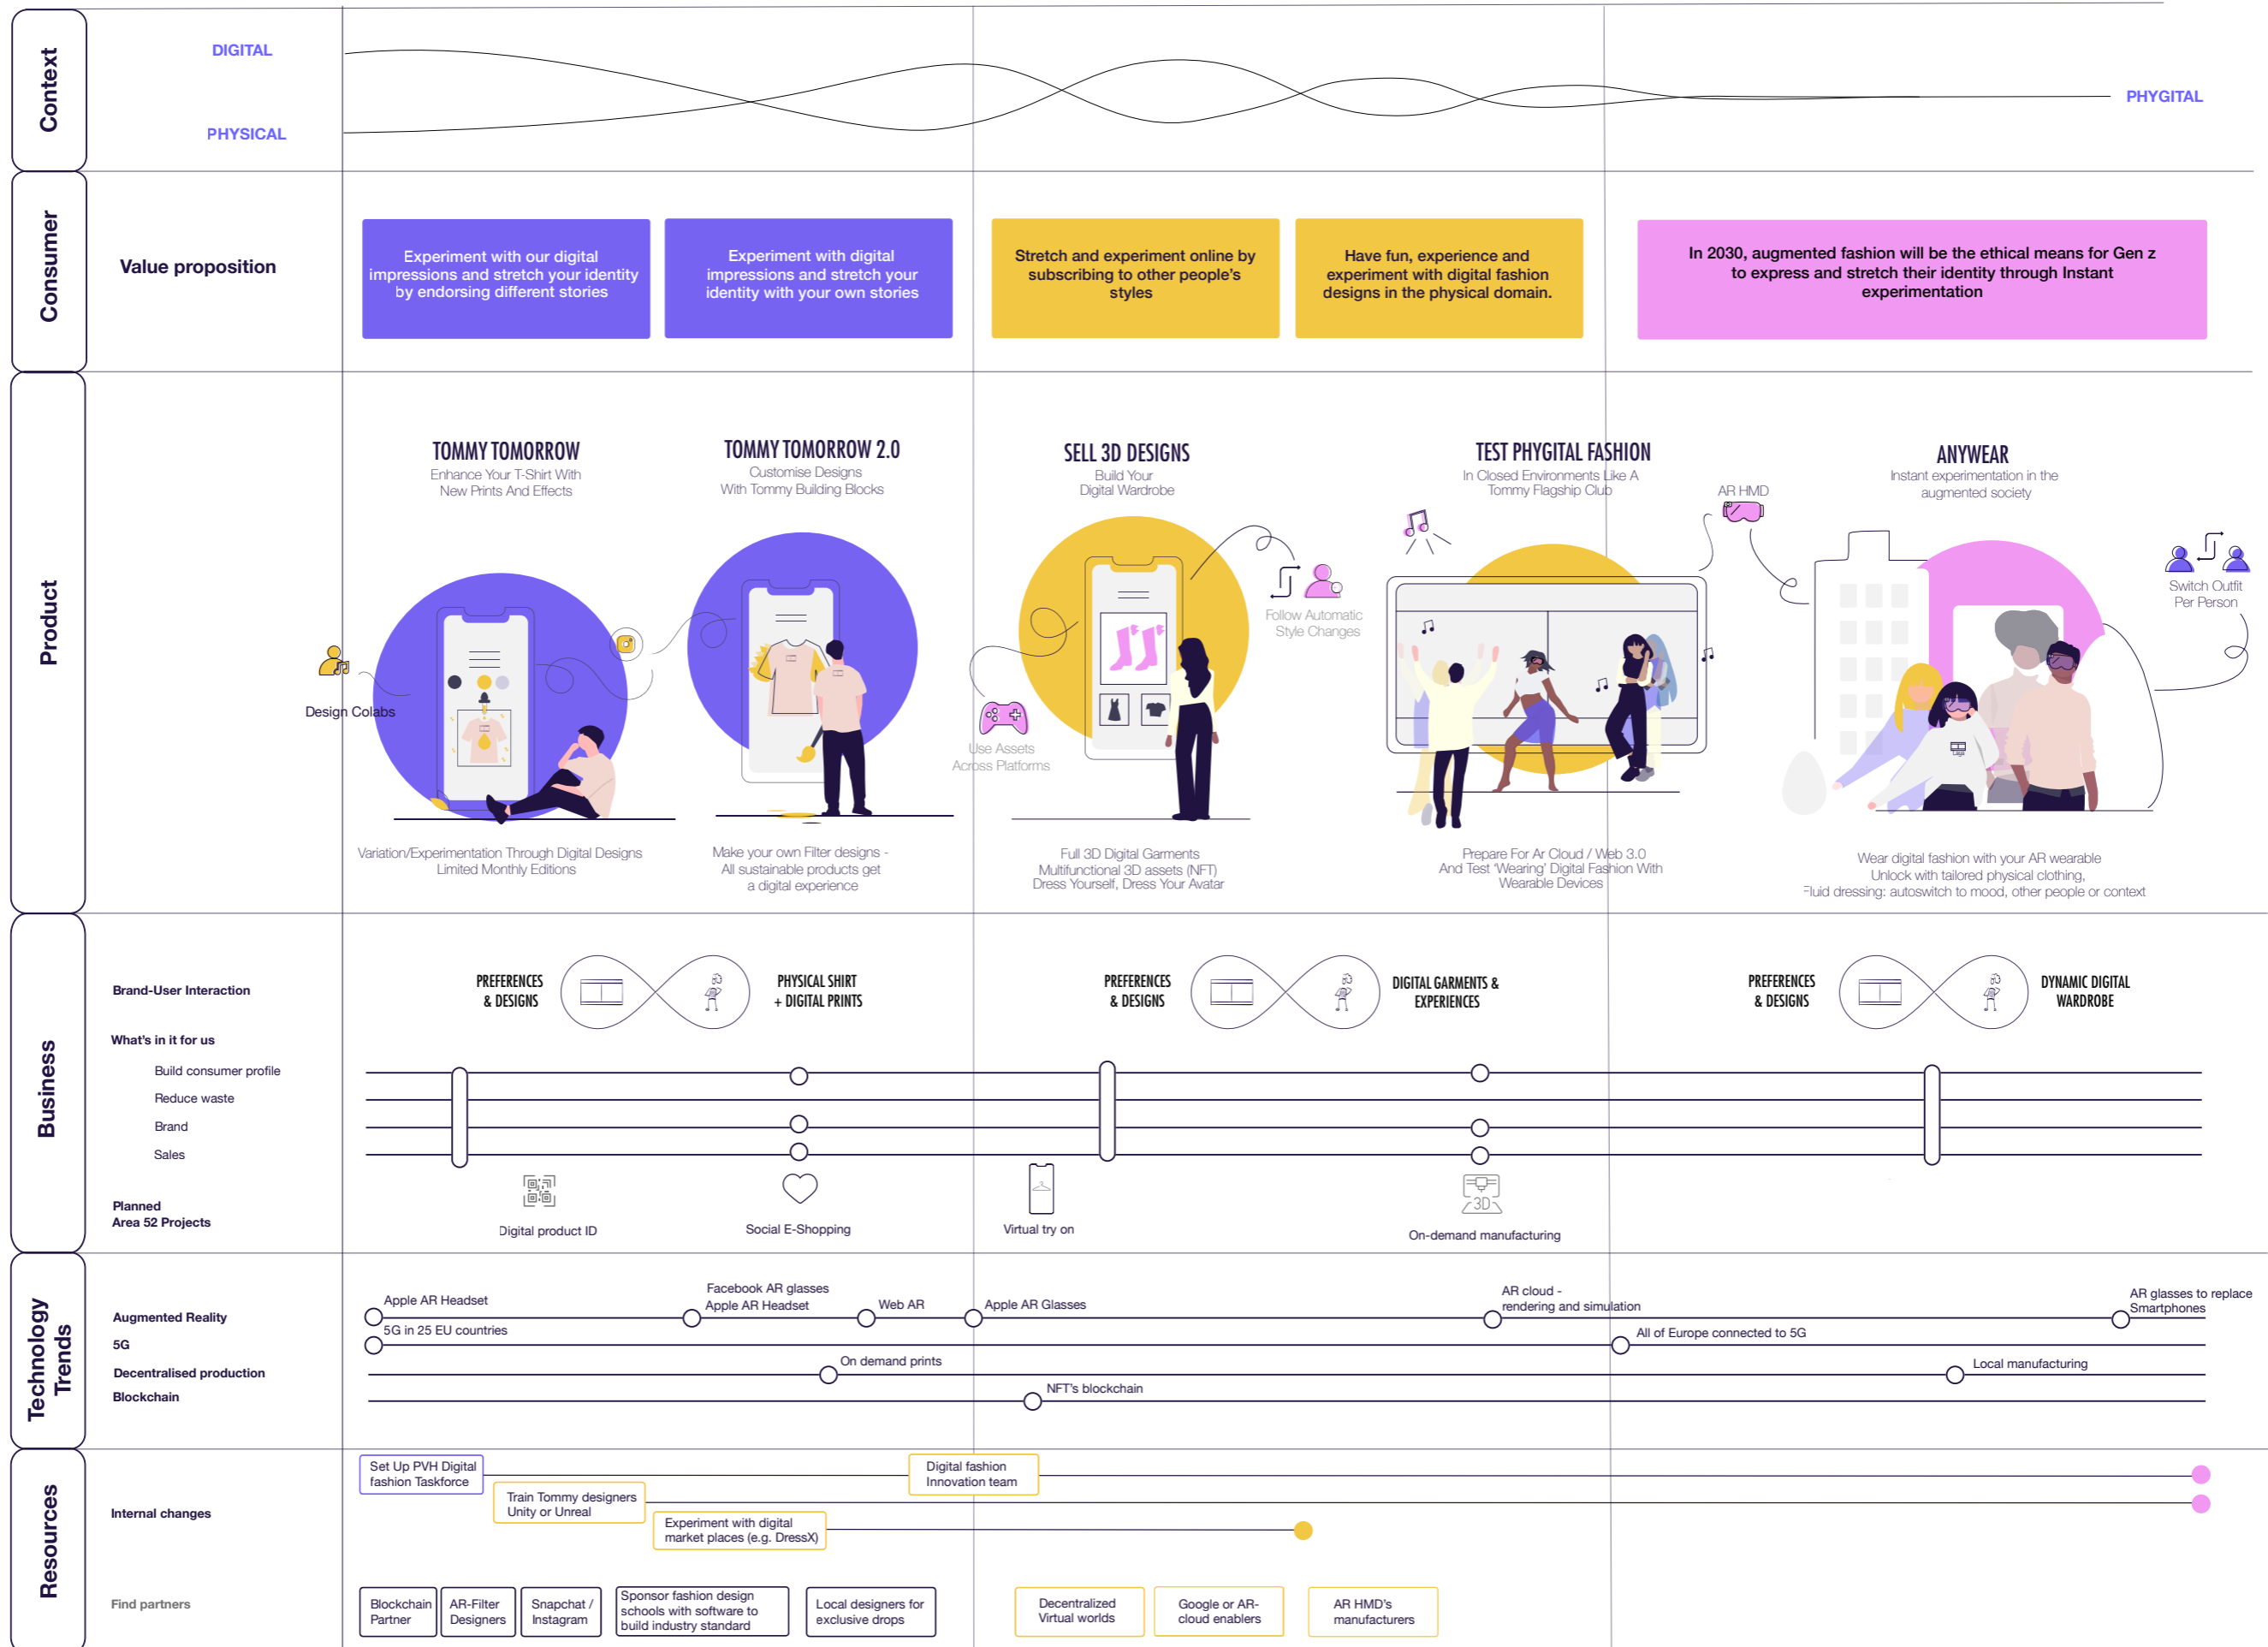 Context
DIGITAL
PHYSICAL
PHYGITAL
Consumer
Value proposition
Experiment with our digital
impressions and stretch your identity
by endorsing different stories
Experiment with digital
impressions and stretch your
identity with your own stories
Stretch and experiment online by
subscribing to other people's
styles
Have fun, experience and
experiment with digital fashion
designs in the physical domain.
In 2030, augmented fashion will be the ethical means for Gen z
to express and stretch their identity through Instant
experimentation
Product
TOMMY TOMORROW
Enhance Your T-Shirt With
New Prints And Effects
Design Colabs
Variation/Experimentation Through Digital Designs
Limited Monthly Editions
TOMMY TOMORROW 2.0
Customise Designs
With Tommy Building Blocks
Make your own Filter designs -
All sustainable products get
a digital experience
SELL 3D DESIGNS
Build Your
Digital Wardrobe
Use Assets
Across Platforms
Follow Automatic
Style Changes
Full 3D Digital Garments
Multifunctional 3D assets (NFT)
Dress Yourself, Dress Your Avatar
TEST PHYGITAL FASHION
In Closed Environments Like A
Tommy Flagship Club
AR HMD
Prepare For Ar Cloud / Web 3.0
And Test 'Wearing' Digital Fashion With
Wearable Devices
ANYWEAR
Instant experimentation in the
augmented society
Switch Outfit
Per Person
Wear digital fashion with your AR wearable
Unlock with tailored physical clothing,
Fluid dressing: autoswitch to mood, other people or context
Business
Brand-User Interaction
PREFERENCES
& DESIGNS
PHYSICAL SHIRT
+ DIGITAL PRINTS
PREFERENCES
& DESIGNS
DIGITAL GARMENTS &
EXPERIENCES
PREFERENCES
& DESIGNS
DYNAMIC DIGITAL
WARDROBE
What's in it for us
Build consumer profile
Reduce waste
Brand
Sales
Planned
Area 52 Projects
Digital product ID
Social E-Shopping
Virtual try on
3D
On-demand manufacturing
Technology
Trends
Augmented Reality
Apple AR Headset
Facebook AR glasses
Apple AR Headset
Web AR
Apple AR Glasses
AR cloud -
rendering and simulation
AR glasses to replace
Smartphones
5G
5G in 25 EU countries
All of Europe connected to 5G
Decentralised production
On demand prints
Local manufacturing
Blockchain
NFT's blockchain
Resources
Internal changes
Set Up PVH Digital
fashion Taskforce
Digital fashion
Innovation team
Train Tommy designers
Unity or Unreal
Experiment with digital
market places (e.g. DressX)
Find partners
Blockchain
Partner
AR-Filter
Designers
Snapchat /
Instagram
Sponsor fashion design
schools with software to
build industry standard
Local designers for
exclusive drops
Decentralized
Virtual worlds
Google or AR-
cloud enablers
AR HMD's
manufacturers